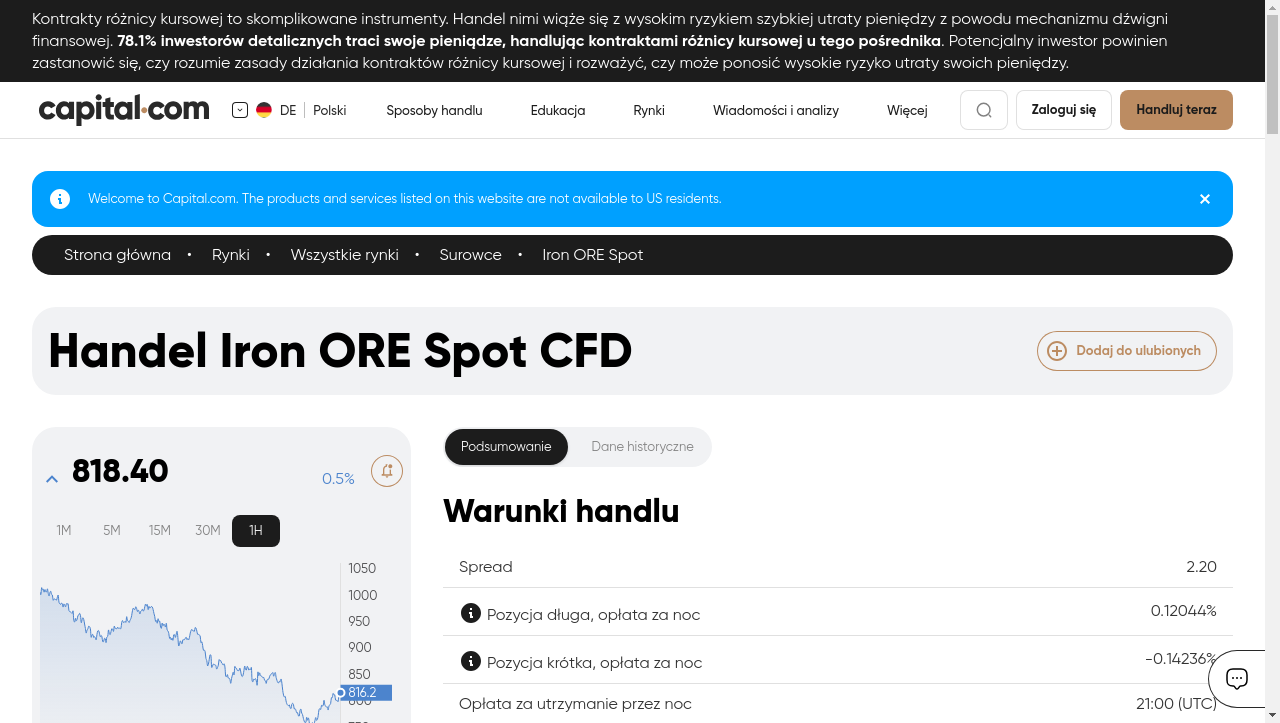 Kontrakty różnicy kursowej to skomplikowane instrumenty. Handel nimi wiąże się z wysokim ryzykiem szybkiej utraty pieniędzy z powodu mechanizmu dźwigni
finansowej. 78.1% inwestorów detalicznych traci swoje pieniądze, handlując kontraktami różnicy kursowej u tego pośrednika. Potencjalny inwestor powinien
zastanowić się, czy rozumie zasady działania kontraktów różnicy kursowej i rozważyć, czy może ponosić wysokie ryzyko utraty swoich pieniędzy.
capital.com DE Polski Sposoby handlu Edukacja Rynki Wiadomości i analizy Więcej Zaloguj się Handluj teraz
Welcome to Capital.com. The products and services listed on this website are not available to US residents.
Strona główna • Rynki • Wszystkie rynki • Surowce • Iron ORE Spot
Handel Iron ORE Spot CFD
Dodaj do ulubionych
818.40 0.5%
1M 5M 15M 30M 1H
1050
1000
950
900
850
816.2
Podsumowanie Dane historyczne
Warunki handlu
Spread 2.20
Pozycja długa, opłata za noc 0.12044%
Pozycja krótka, opłata za noc -0.14236%
Opłata za utrzymanie przez noc 21:00 (UTC)